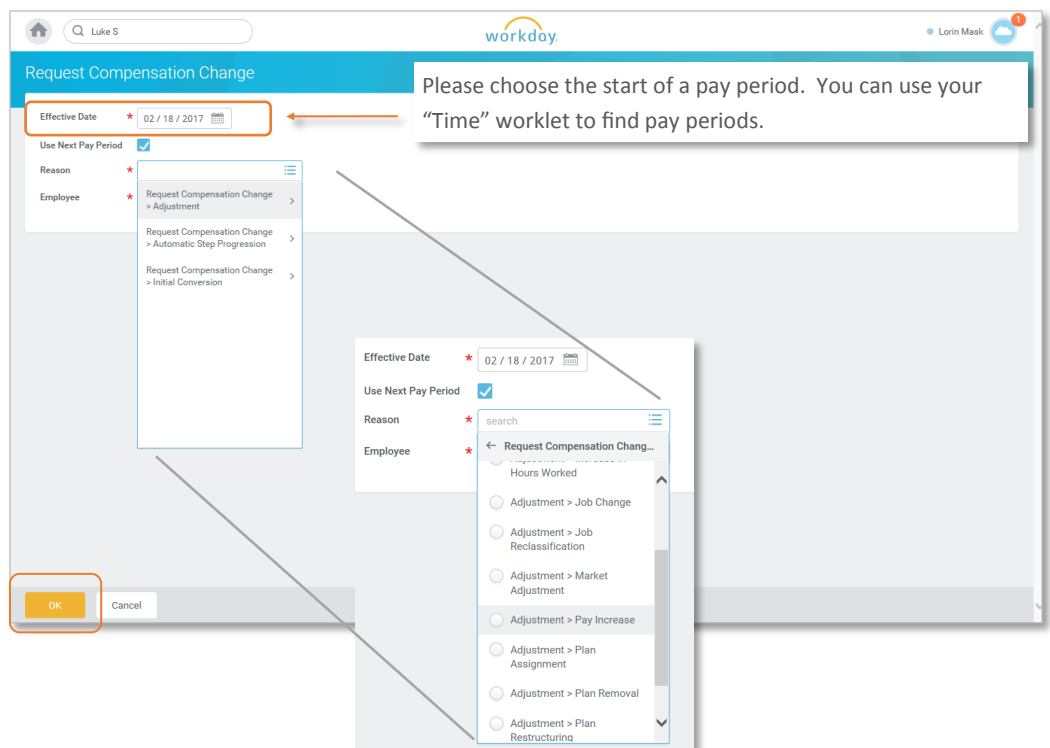 Luke S
workday.
Lorin Mask
1
Request Compensation Change
Please choose the start of a pay period. You can use your
“Time” worklet to find pay periods.
Effective Date * 02 / 18 / 2017
Use Next Pay Period
Reason *
Employee *
Request Compensation Change
> Adjustment
Request Compensation Change
> Automatic Step Progression
Request Compensation Change
> Initial Conversion
Effective Date * 02 / 18 / 2017
Use Next Pay Period
Reason * search
Employee *
Request Compensation Chang...
Adjustment > Increase in
Hours Worked
Adjustment > Job Change
Adjustment > Job
Reclassification
Adjustment > Market
Adjustment
Adjustment > Pay Increase
Adjustment > Plan
Assignment
Adjustment > Plan Removal
Adjustment > Plan
Restructuring
OK
Cancel